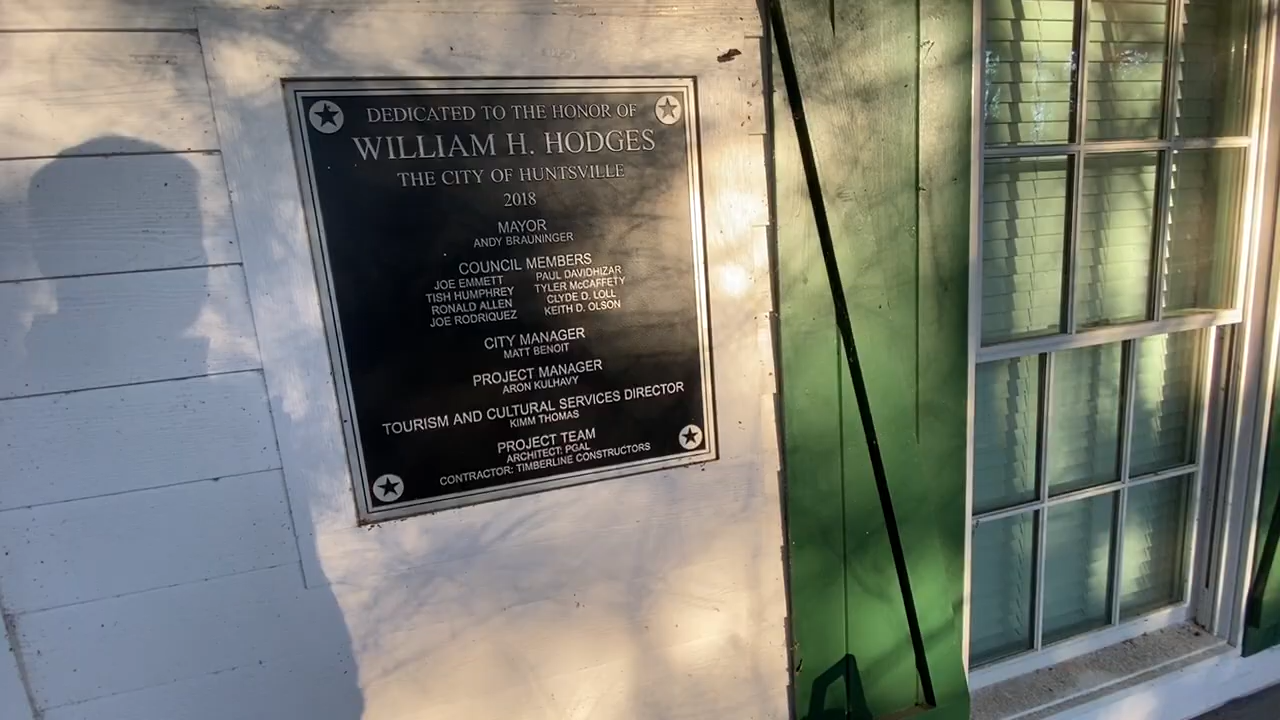 DEDICATED TO THE HONOR OF
WILLIAM H. HODGES
THE CITY OF HUNTSVILLE
2018
MAYOR
ANDY BRAUNINGER
COUNCIL MEMBERS
JOE EMMETT PAUL DAVIDHIZAR
TISH HUMPHREY TYLER McCAFFETY
RONALD ALLEN CLYDE D. LOLL
JOE RODRIQUEZ KEITH D. OLSON
CITY MANAGER
MATT BENOIT
PROJECT MANAGER
ARON KULHAVY
TOURISM AND CULTURAL SERVICES DIRECTOR
KIMM THOMAS
PROJECT TEAM
ARCHITECT: PGAL
CONTRACTOR: TIMBERLINE CONSTRUCTORS